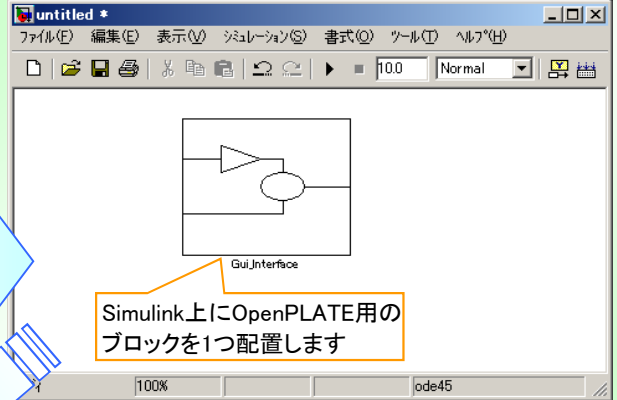 untitled *
ファイル(F) 編集(E) 表示(V) シミュレーション(S) 書式(O) ツール(T) ヘルプ(H)
10.0 Normal
Gui_Interface
Simulink上にOpenPLATE用の
ブロックを1つ配置します
100% ode45